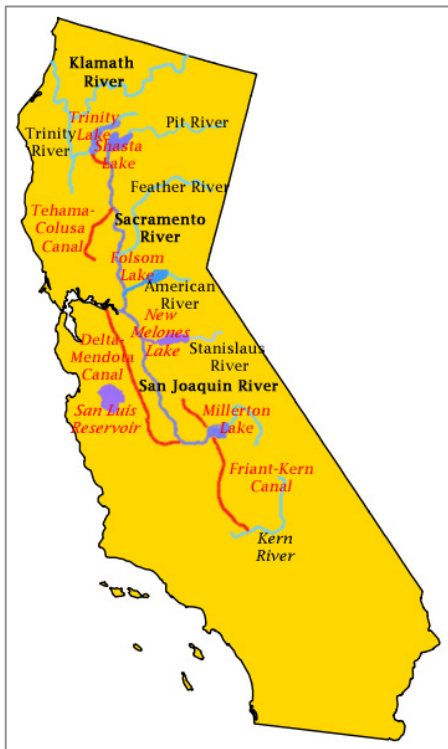 Klamath
River
Trinity
Lake
Pit River
Trinity
River
Shasta
Lake
Feather River
Tehama-
Colusa
Canal
Sacramento
River
Folsom
Lake
American
River
New
Melones
Lake
Delta-
Mendota
Canal
Stanislaus
River
San Joaquin River
San Luis
Reservoir
Millerton
Lake
Friant-Kern
Canal
Kern
River